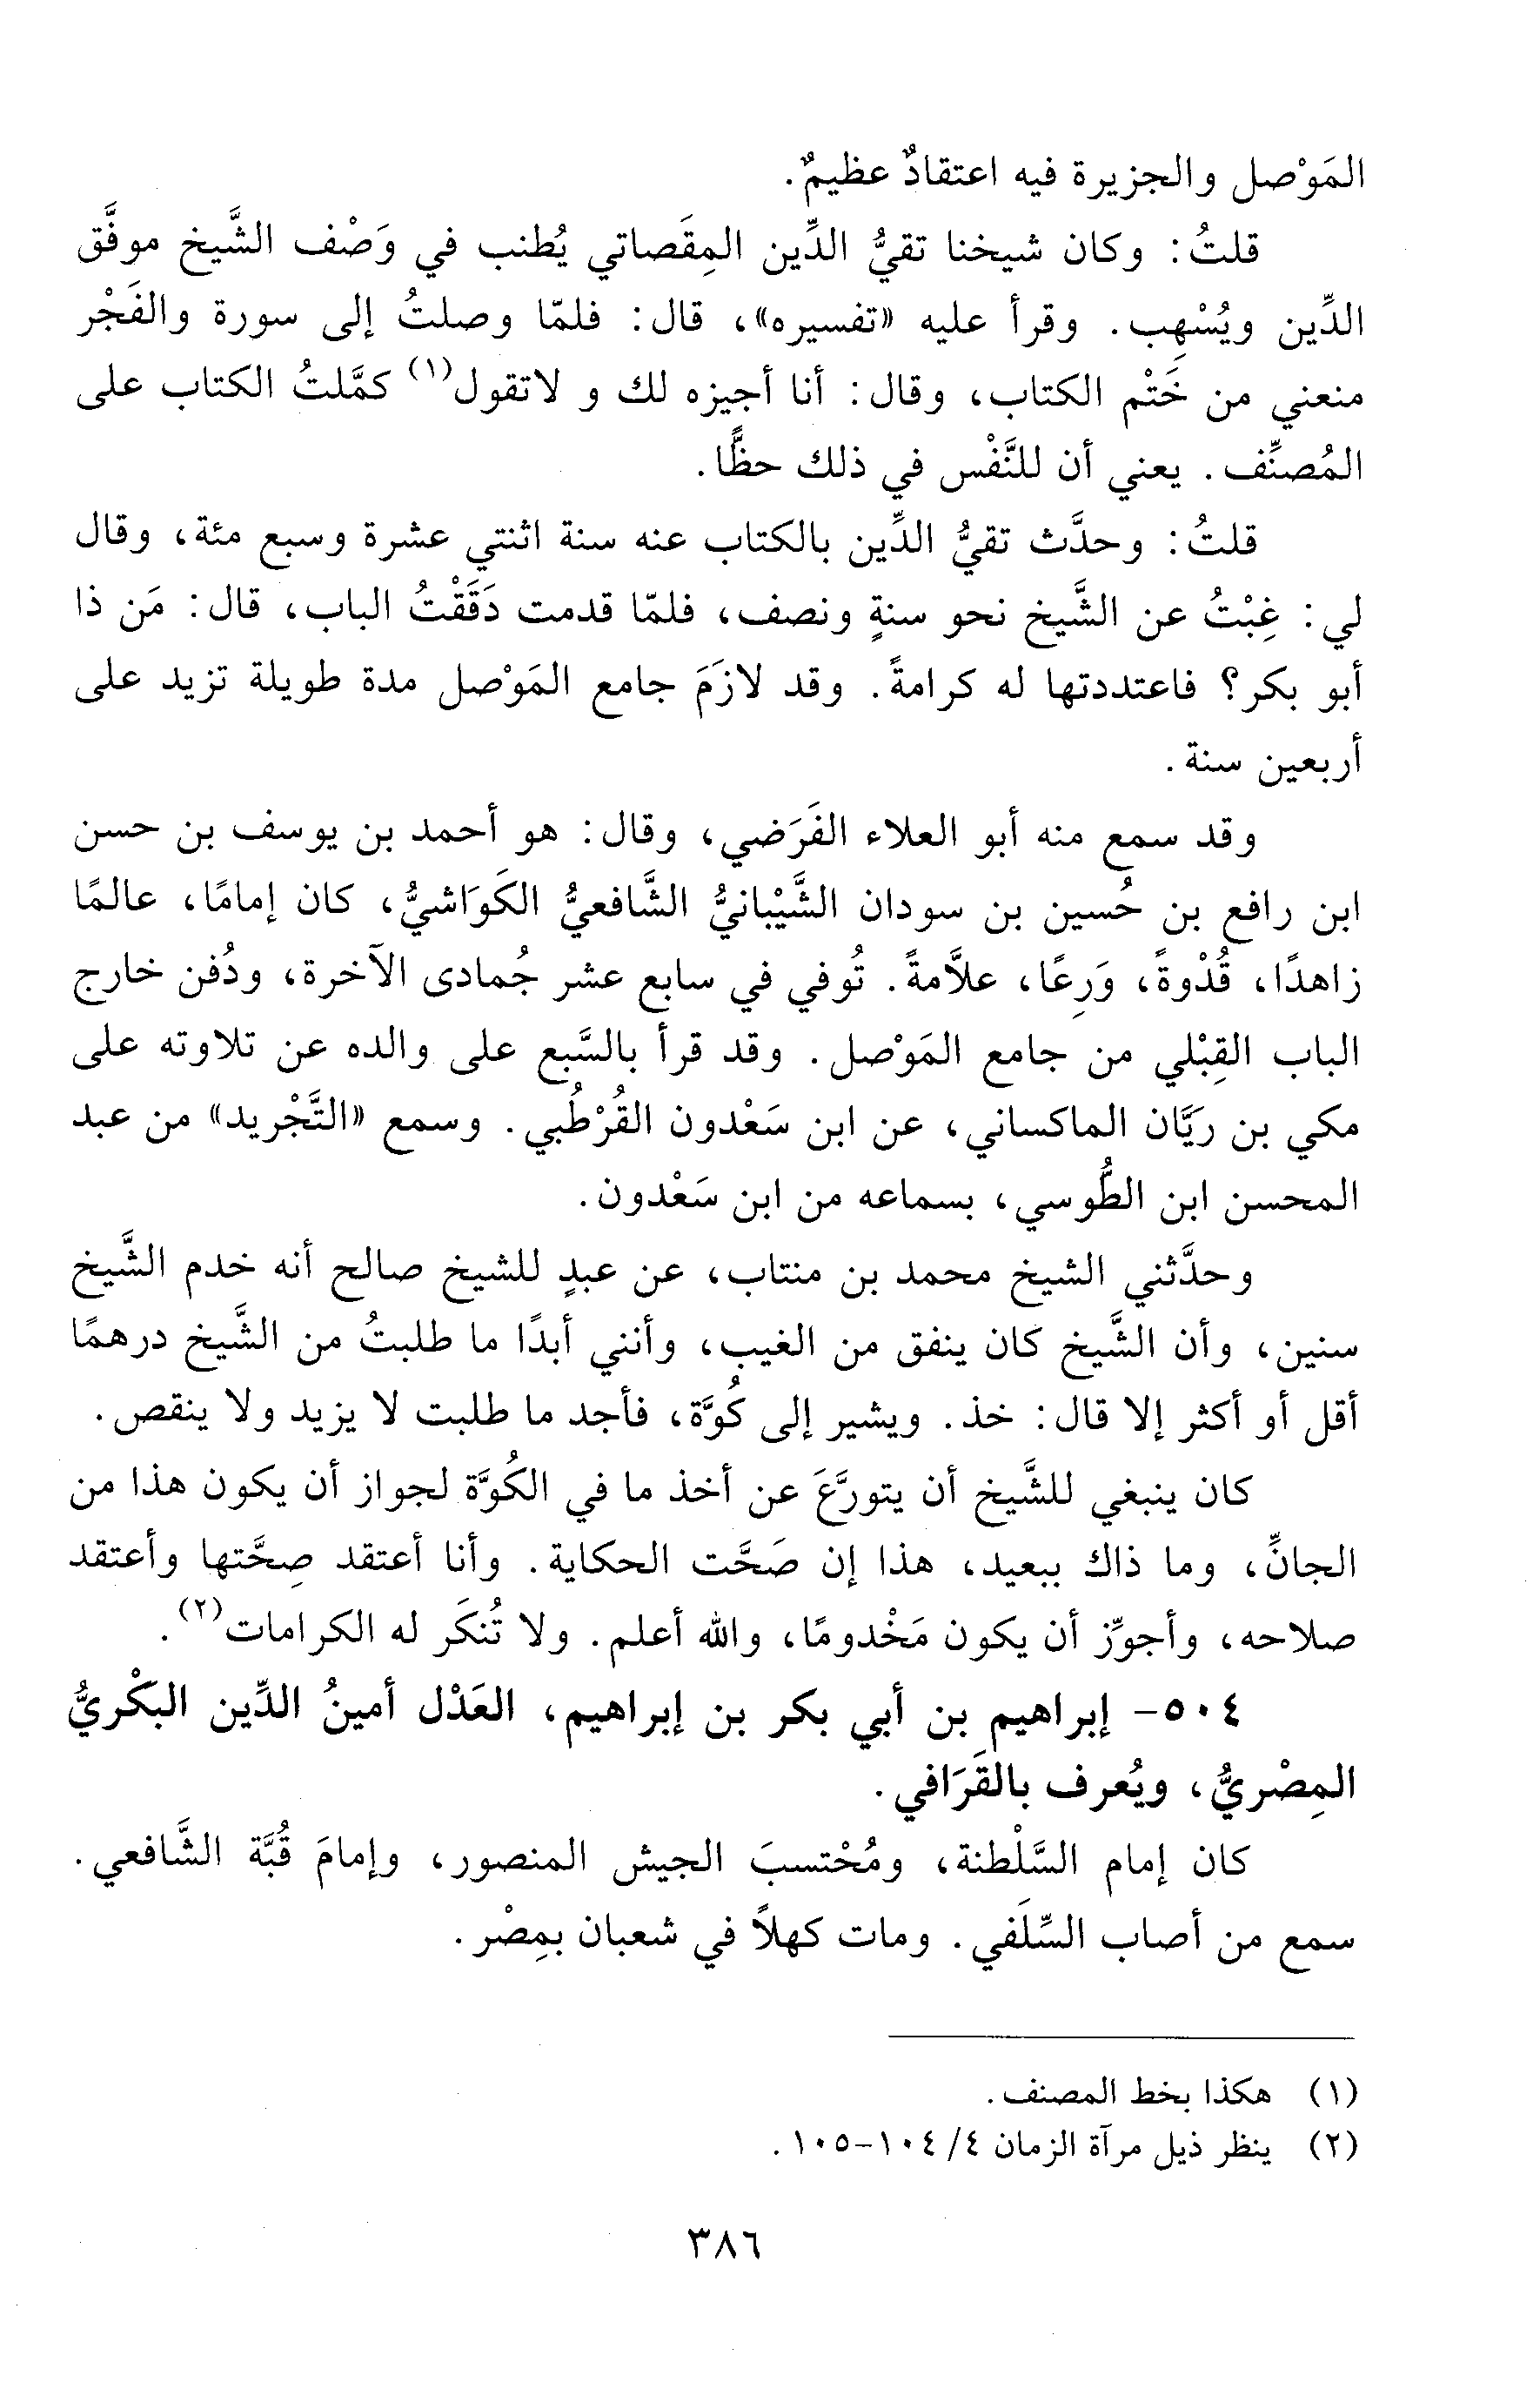 المَوْصل والجزيرة فيه اعتقادٌ عظيمٌ.
قلتُ: وكان شيخنا تقيُّ الدِّين المِقَصاتي يُطنب في وَصْف الشَّيخ موفَّق
الدِّين ويُسْهِب. وقرأ عليه «تفسيره»، قال: فلمّا وصلتُ إلى سورة والفَجْر
منعني من خَتْم الكتاب، وقال: أنا أجيزه لك و لاتقول(١) كمَّلتُ الكتاب على
المُصنِّف. يعني أن للنَّفْس في ذلك حظًّا.
قلتُ: وحدَّث تقيُّ الدِّين بالكتاب عنه سنة اثنتي عشرة وسبع مئة، وقال
لي: غِبْتُ عن الشَّيخ نحو سنةٍ ونصف، فلمّا قدمت دَقَقْتُ الباب، قال: مَن ذا
أبو بكر؟ فاعتددتها له كرامةً. وقد لازَمَ جامع المَوْصل مدة طويلة تزيد على
أربعين سنة.
وقد سمع منه أبو العلاء الفَرَضي، وقال: هو أحمد بن يوسف بن حسن
ابن رافع بن حُسين بن سودان الشَّيْبانيُّ الشَّافعيُّ الكَوَاشيُّ، كان إمامًا، عالمًا
زاهدًا، قُدْوةً، وَرِعًا، علاَّمةً. تُوفي في سابع عشر جُمادى الآخرة، ودُفن خارج
الباب القِبْلي من جامع المَوْصل. وقد قرأ بالسَّبع على والده عن تلاوته على
مكي بن ريَّان الماكساني، عن ابن سَعْدون القُرْطُبي. وسمع «التَّجْريد» من عبد
المحسن ابن الطُّوسي، بسماعه من ابن سَعْدون.
وحدَّثني الشيخ محمد بن منتاب، عن عبدٍ للشيخ صالح أنه خدم الشَّيخ
سنين، وأن الشَّيخ كان ينفق من الغيب، وأنني أبدًا ما طلبتُ من الشَّيخ درهمًا
أقل أو أكثر إلا قال: خذ. ويشير إلى كُوَّة، فأجد ما طلبت لا يزيد ولا ينقص.
كان ينبغي للشَّيخ أن يتورَّعَ عن أخذ ما في الكُوَّة لجواز أن يكون هذا من
الجانِّ، وما ذاك ببعيد، هذا إن صَحَّت الحكاية. وأنا أعتقد صِحَّتها وأعتقد
صلاحه، وأجوِّز أن يكون مَخْدومًا، والله أعلم. ولا تُنكَر له الكرامات(٢).
٥٠٤- إبراهيم بن أبي بكر بن إبراهيم، العَدْل أمينُ الدِّين البكْريُّ
المِصْريُّ، ويُعرف بالقَرَافي.
كان إمام السَّلْطنة، ومُحْتسبَ الجيش المنصور، وإمامَ قُبَّة الشَّافعي.
سمع من أصاب السِّلَفي. ومات كهلاً في شعبان بمِصْر.
(١) هكذا بخط المصنف.
(٢) ينظر ذيل مرآة الزمان ٤/ ١٠٤-١٠٥.
٣٨٦